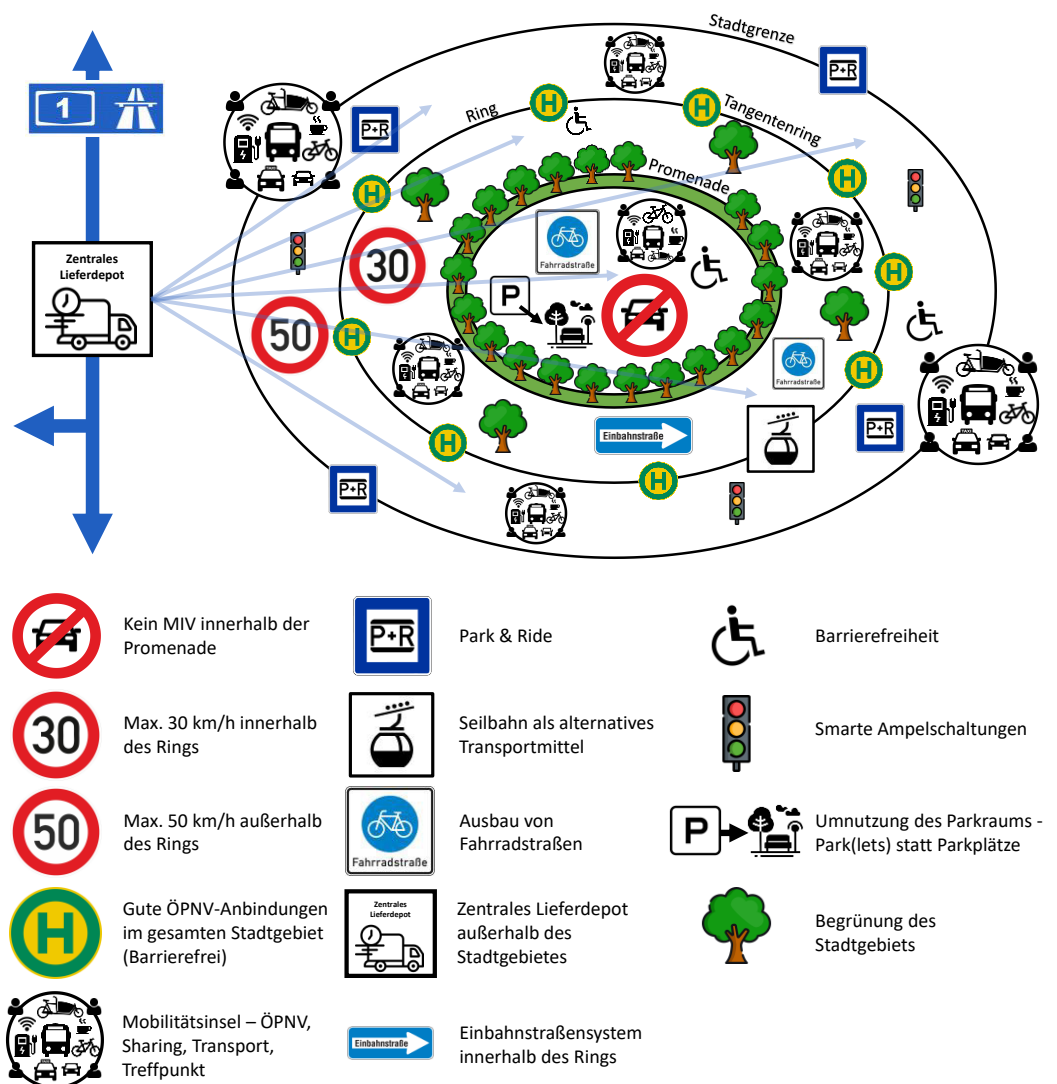 Stadtgrenze
P+R
1
Ring
H
H
Tangentenring
P+R
Promenade
H
H
Zentrales
Lieferdepot
30
Fahrradstraße
H
P
50
H
Fahrradstraße
H
P+R
Einbahnstraße
H
P+R
H
TAXI
Kein MIV innerhalb der
Promenade
P+R
Park & Ride
Barrierefreiheit
30
Max. 30 km/h innerhalb
des Rings
Seilbahn als alternatives
Transportmittel
Smarte Ampelschaltungen
50
Max. 50 km/h außerhalb
des Rings
Fahrradstraße
Ausbau von
Fahrradstraßen
P
Umnutzung des Parkraums -
Park(lets) statt Parkplätze
H
Gute ÖPNV-Anbindungen
im gesamten Stadtgebiet
(Barrierefrei)
Zentrales
Lieferdepot
Zentrales Lieferdepot
außerhalb des
Stadtgebietes
Begrünung des
Stadtgebiets
Mobilitätsinsel – ÖPNV,
Sharing, Transport,
Treffpunkt
Einbahnstraße
Einbahnstraßensystem
innerhalb des Rings